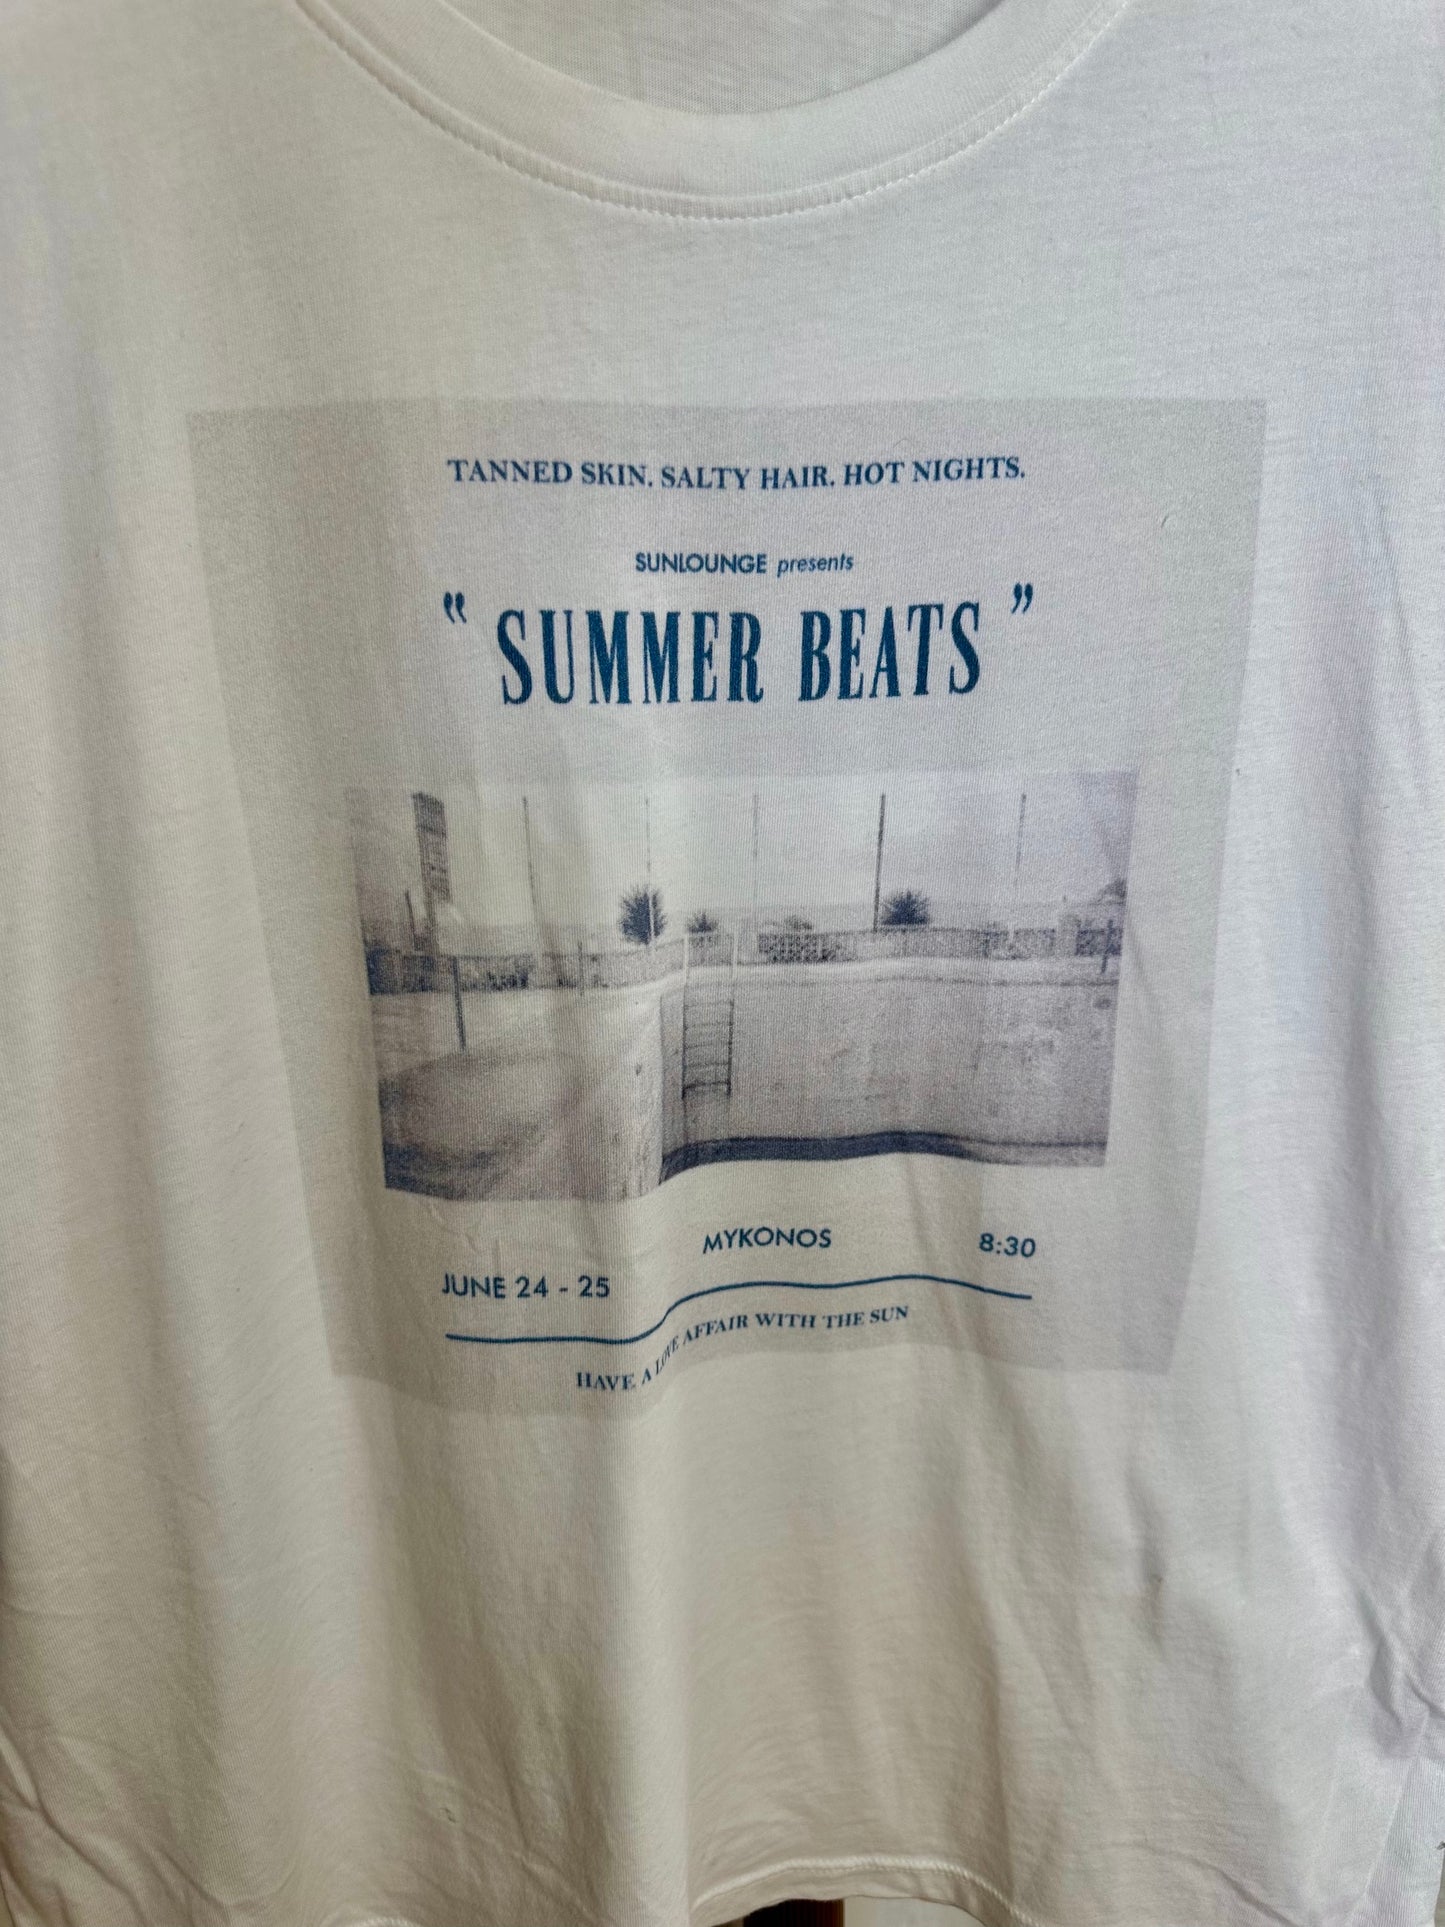 TANNED SKIN. SALTY HAIR. HOT NIGHTS.
SUNLOUNGE presents
" SUMMER BEATS "
MYKONOS
8:30
JUNE 24 - 25
HAVE A LOVE AFFAIR WITH THE SUN